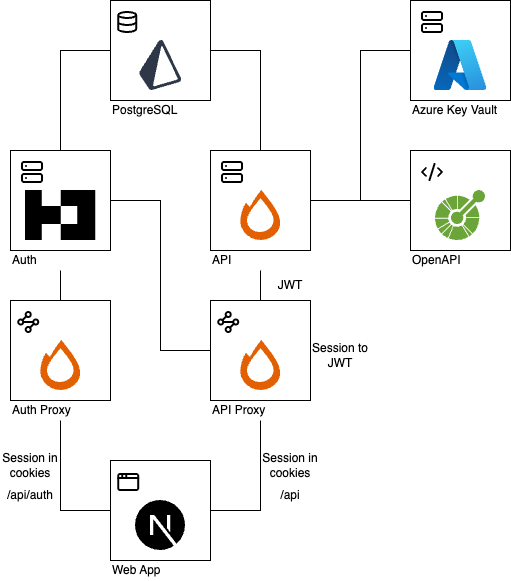 PostgreSQL
Azure Key Vault
</>
Auth
API
OpenAPI
JWT
Session to
JWT
Auth Proxy
API Proxy
Session in
cookies
/api/auth
Session in
cookies
/api
N
Web App